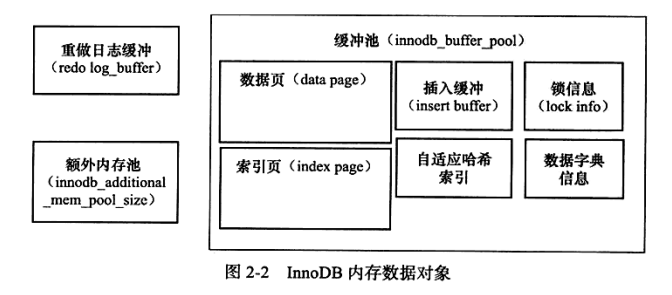 重做日志缓冲
（redo log_buffer）
额外内存池
（innodb_additional
_mem_pool_size）
缓冲池（innodb_buffer_pool）
数据页（data page）
插入缓冲
（insert buffer）
锁信息
（lock info）
索引页（index page）
自适应哈希
索引
数据字典
信息
图 2-2 InnoDB 内存数据对象